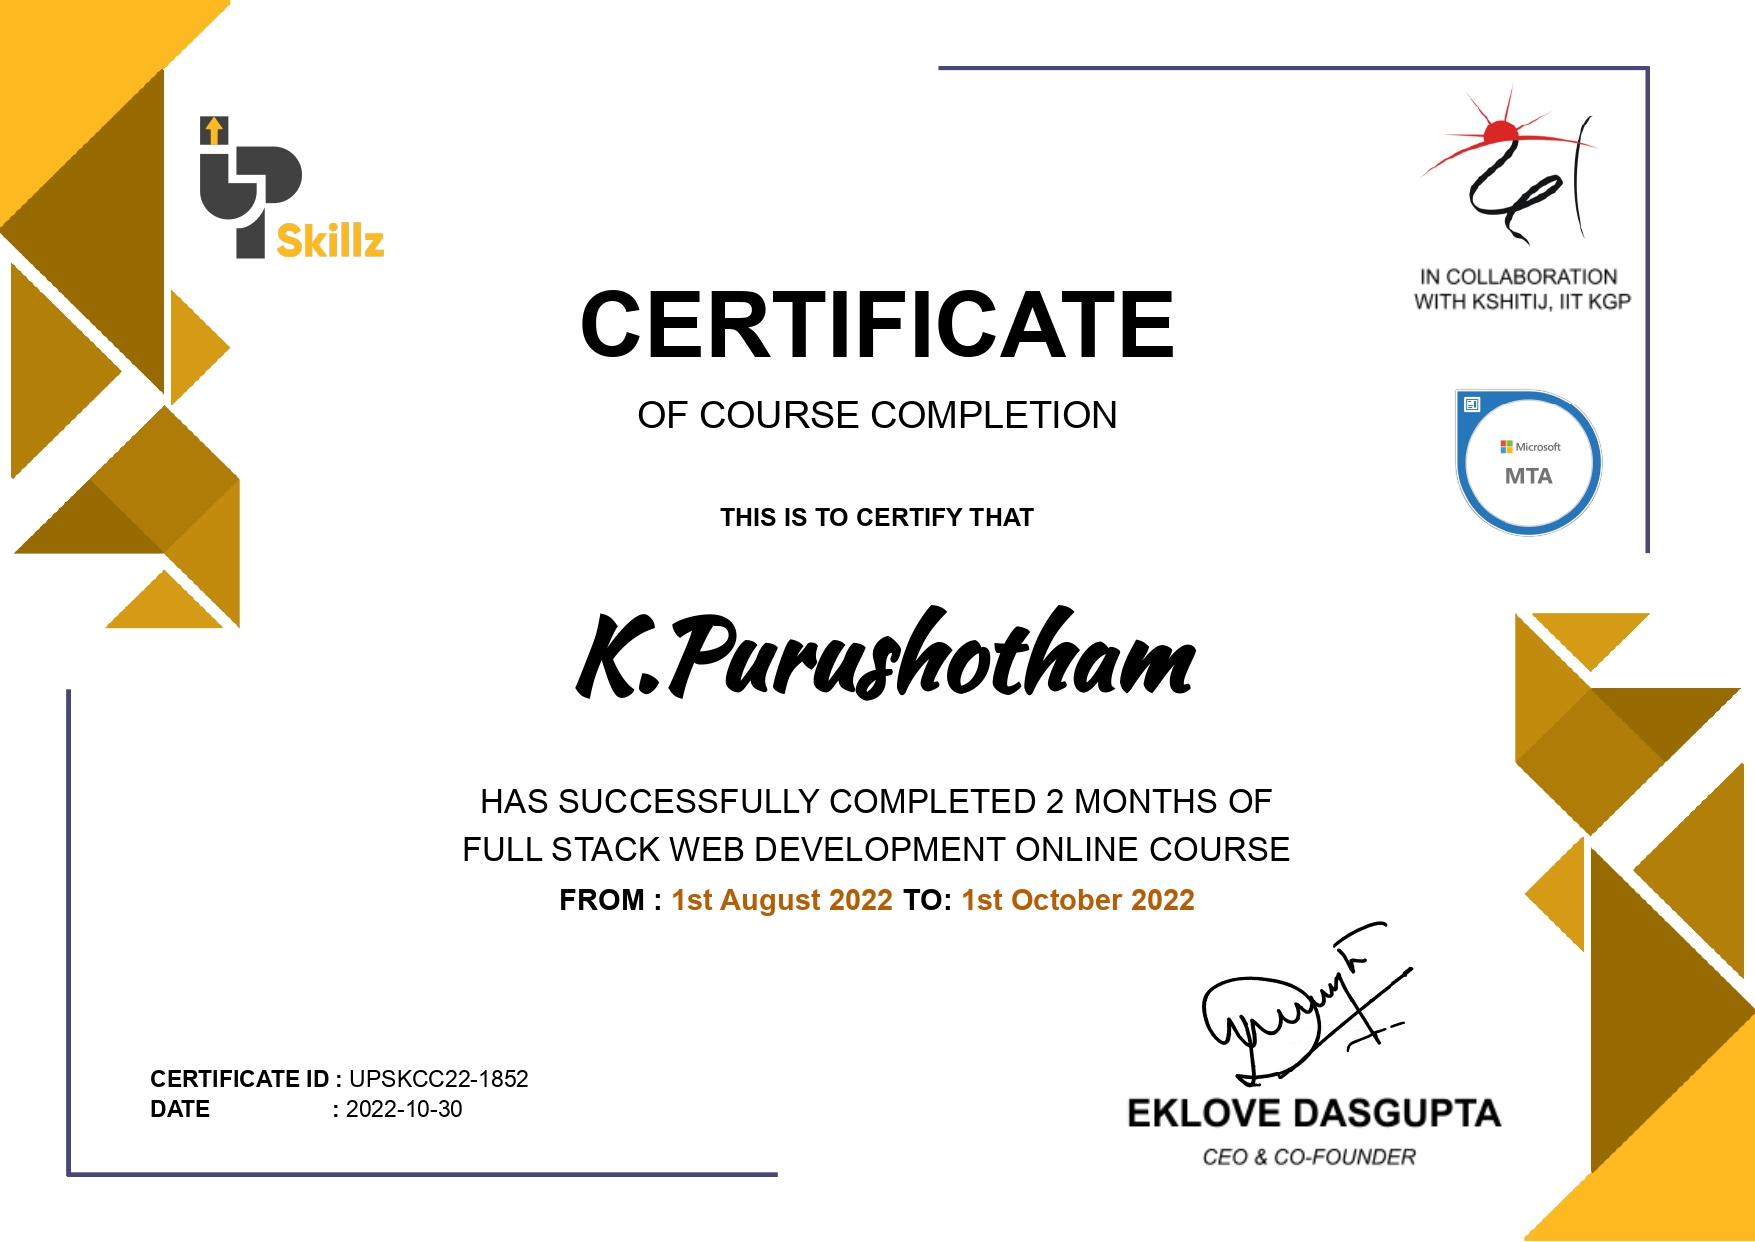 UP
Skillz
IN COLLABORATION
WITH KSHITIJ, IIT KGP
CERTIFICATE
OF COURSE COMPLETION
Microsoft
MTA
THIS IS TO CERTIFY THAT
K.Purushotham
HAS SUCCESSFULLY COMPLETED 2 MONTHS OF
FULL STACK WEB DEVELOPMENT ONLINE COURSE
FROM : 1st August 2022 TO: 1st October 2022
CERTIFICATE ID : UPSKCC22-1852
DATE : 2022-10-30
EKLOVE DASGUPTA
CEO & CO-FOUNDER